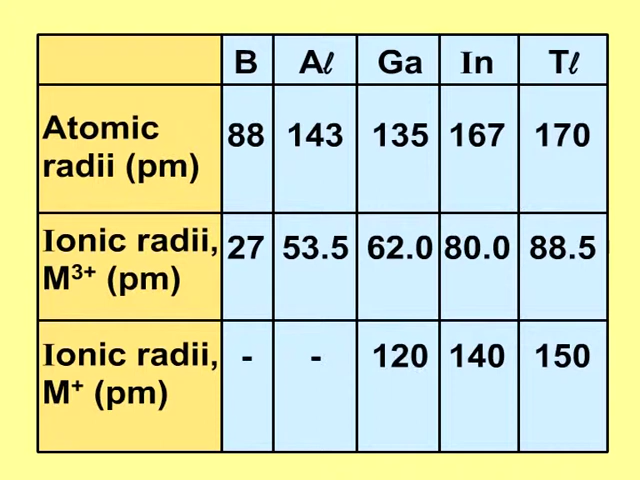 B Aℓ Ga In Tℓ
Atomic
radii (pm) 88 143 135 167 170
Ionic radii,
M³⁺ (pm) 27 53.5 62.0 80.0 88.5
Ionic radii,
M⁺ (pm) - - 120 140 150